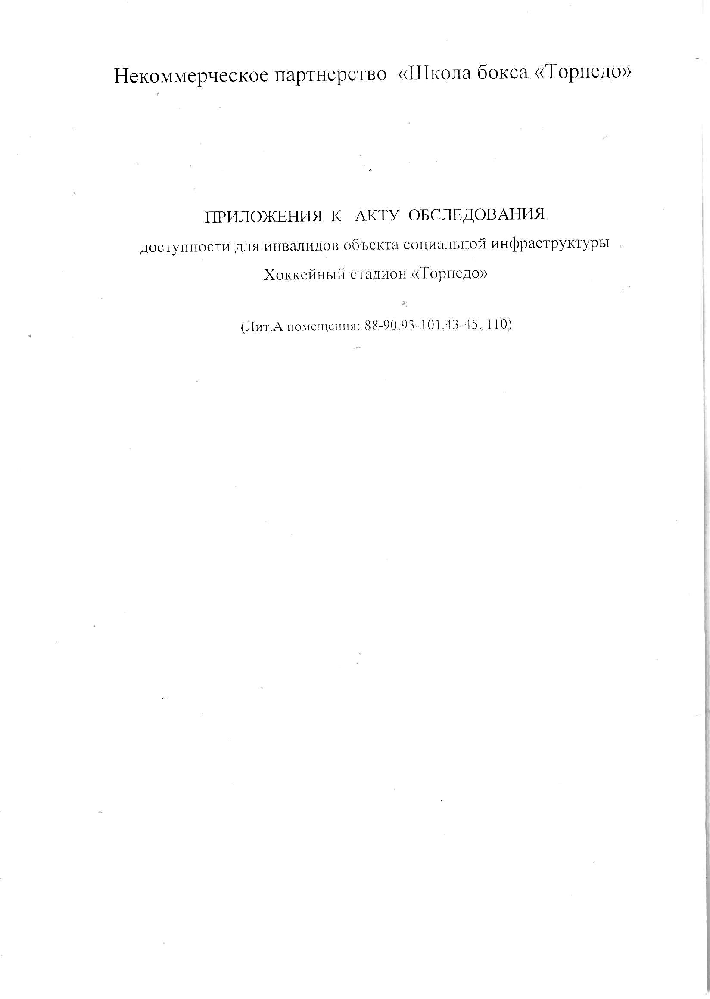 Некоммерческое партнерство «Школа бокса «Торпедо»
ПРИЛОЖЕНИЯ К АКТУ ОБСЛЕДОВАНИЯ
доступности для инвалидов объекта социальной инфраструктуры
Хоккейный стадион «Торпедо»
(Лит.А помещения: 88-90,93-101,43-45, 110)